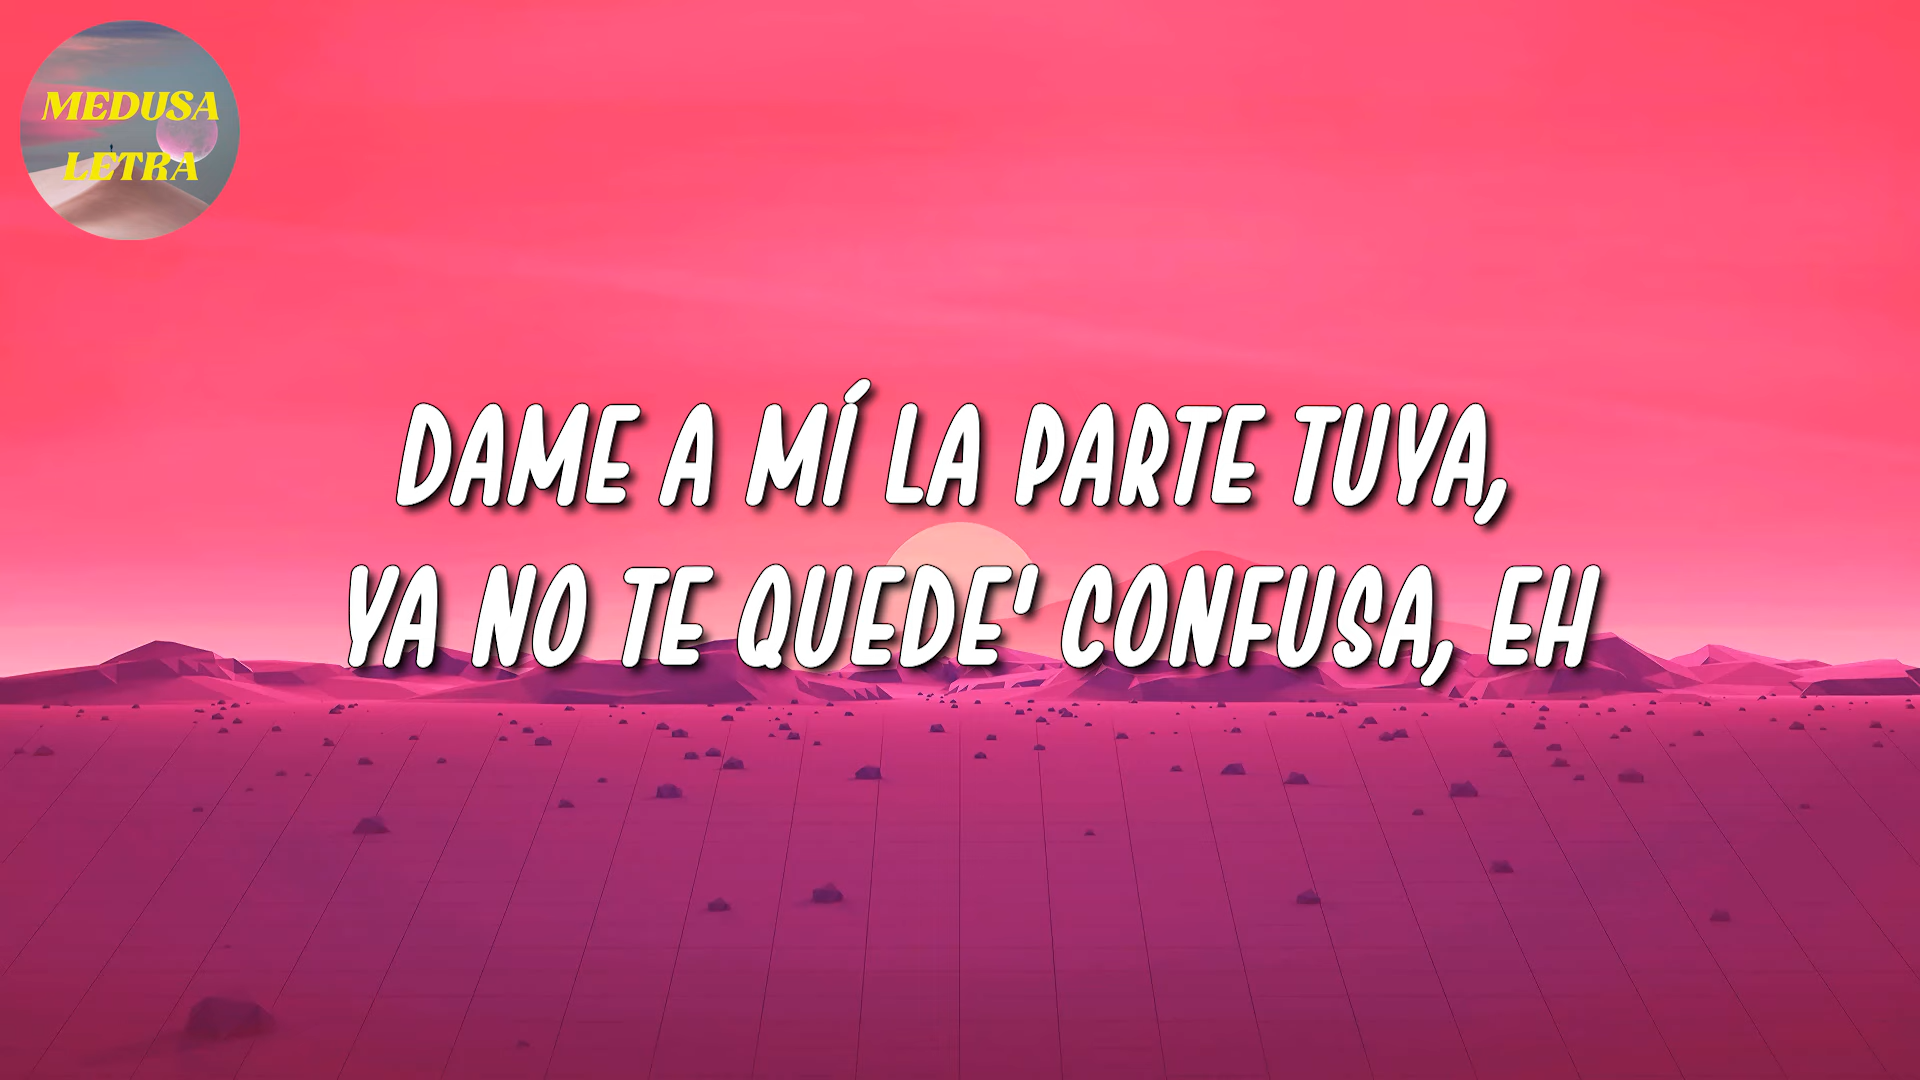 MEDUSA
LETRA
DAME A MÍ LA PARTE TUYA,
YA NO TE QUEDE' CONFUSA, EH